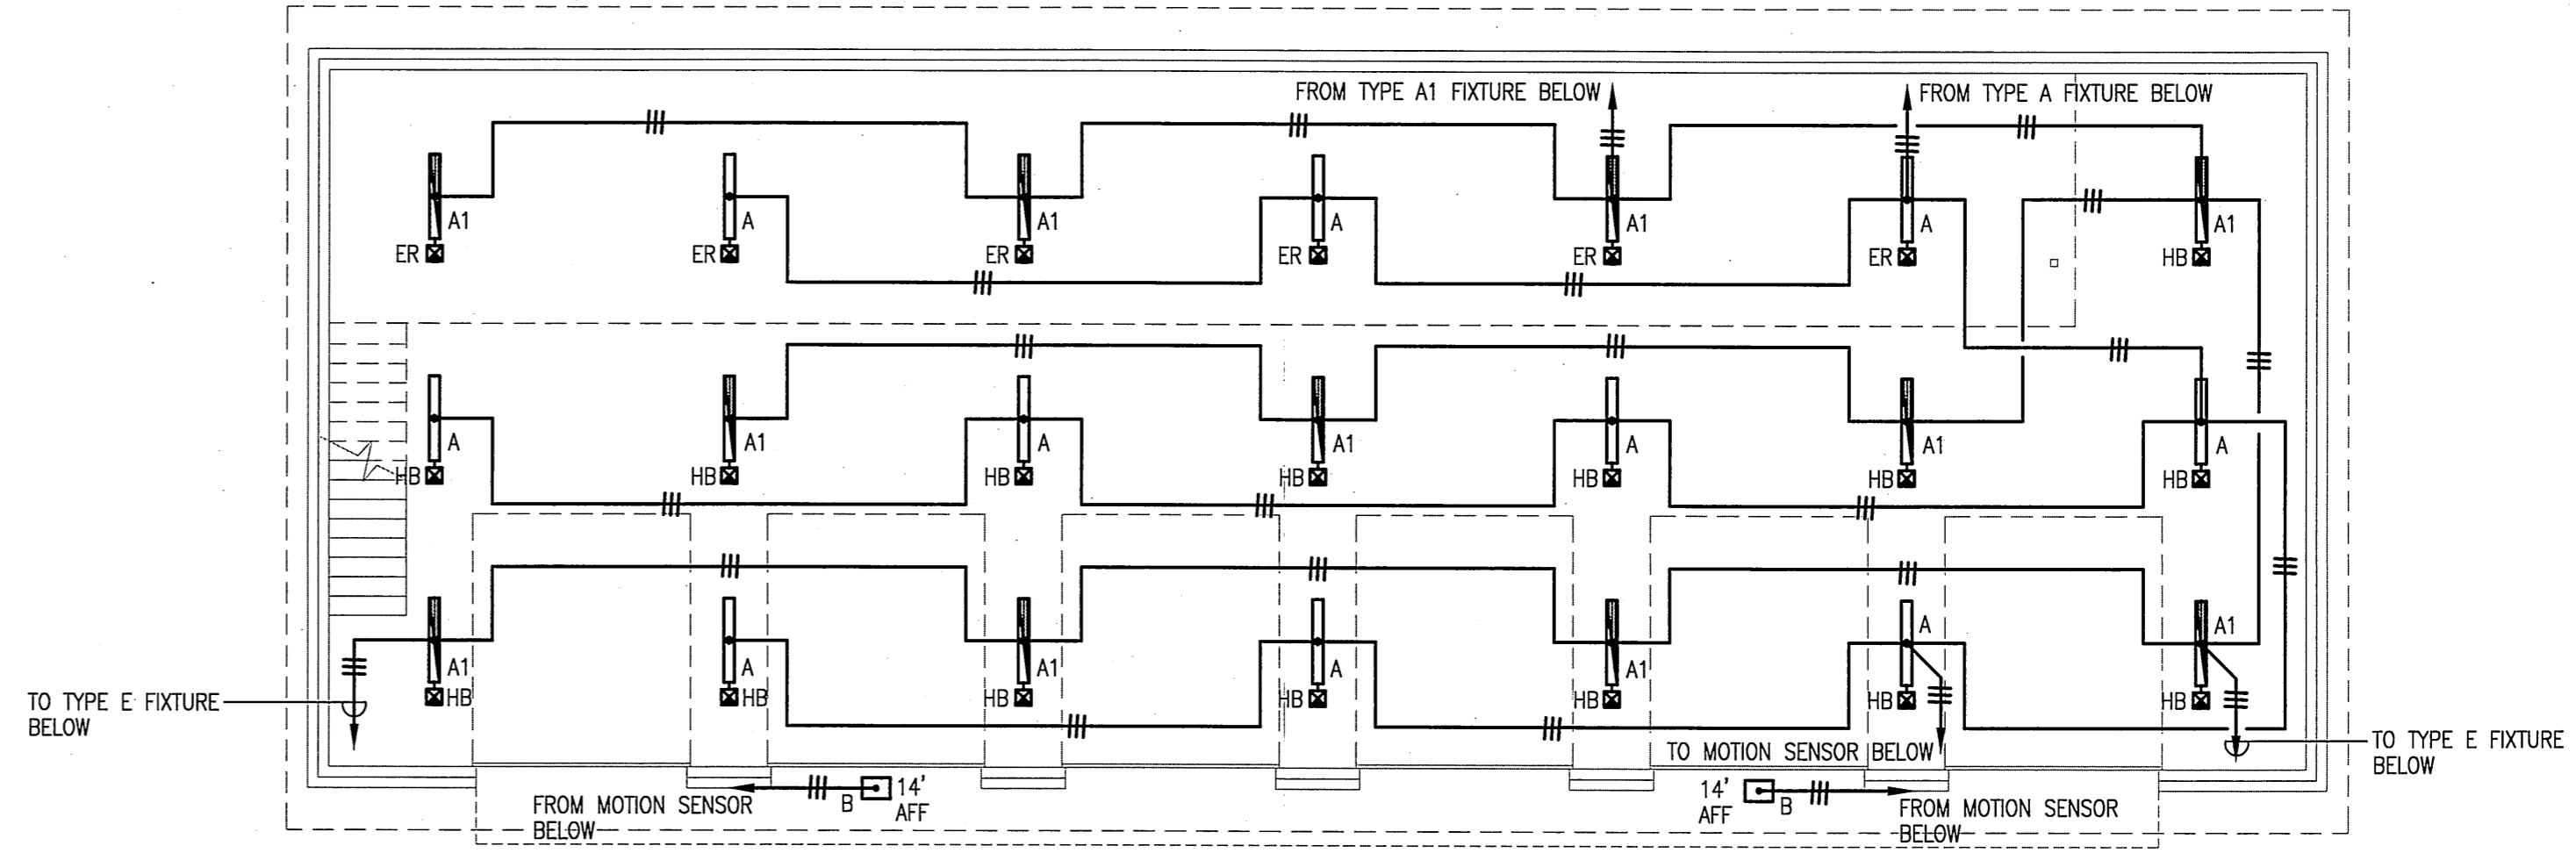 FROM TYPE A1 FIXTURE BELOW
FROM TYPE A FIXTURE BELOW
A1
A
A1
A
A1
A
A1
ER
ER
ER
ER
ER
ER
HB
A
A1
A
A1
A
A1
A
HB
HB
HB
HB
HB
HB
HB
A1
A
A1
A
A1
A
A1
HB
HB
HB
HB
HB
HB
HB
TO TYPE E FIXTURE
BELOW
TO MOTION SENSOR BELOW
TO TYPE E FIXTURE
BELOW
FROM MOTION SENSOR
BELOW
B
14'
AFF
14'
AFF
B
FROM MOTION SENSOR
BELOW